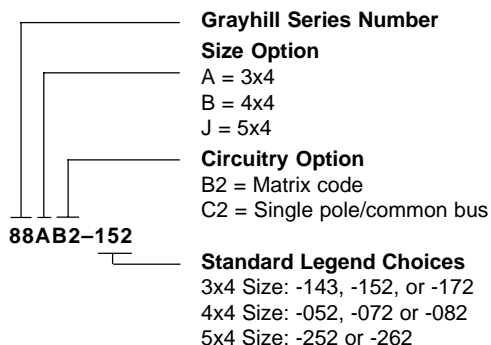 Grayhill Series Number
Size Option
A = 3x4
B = 4x4
J = 5x4
Circuitry Option
B2 = Matrix code
C2 = Single pole/common bus
88AB2–152
Standard Legend Choices
3x4 Size: -143, -152, or -172
4x4 Size: -052, -072 or -082
5x4 Size: -252 or -262